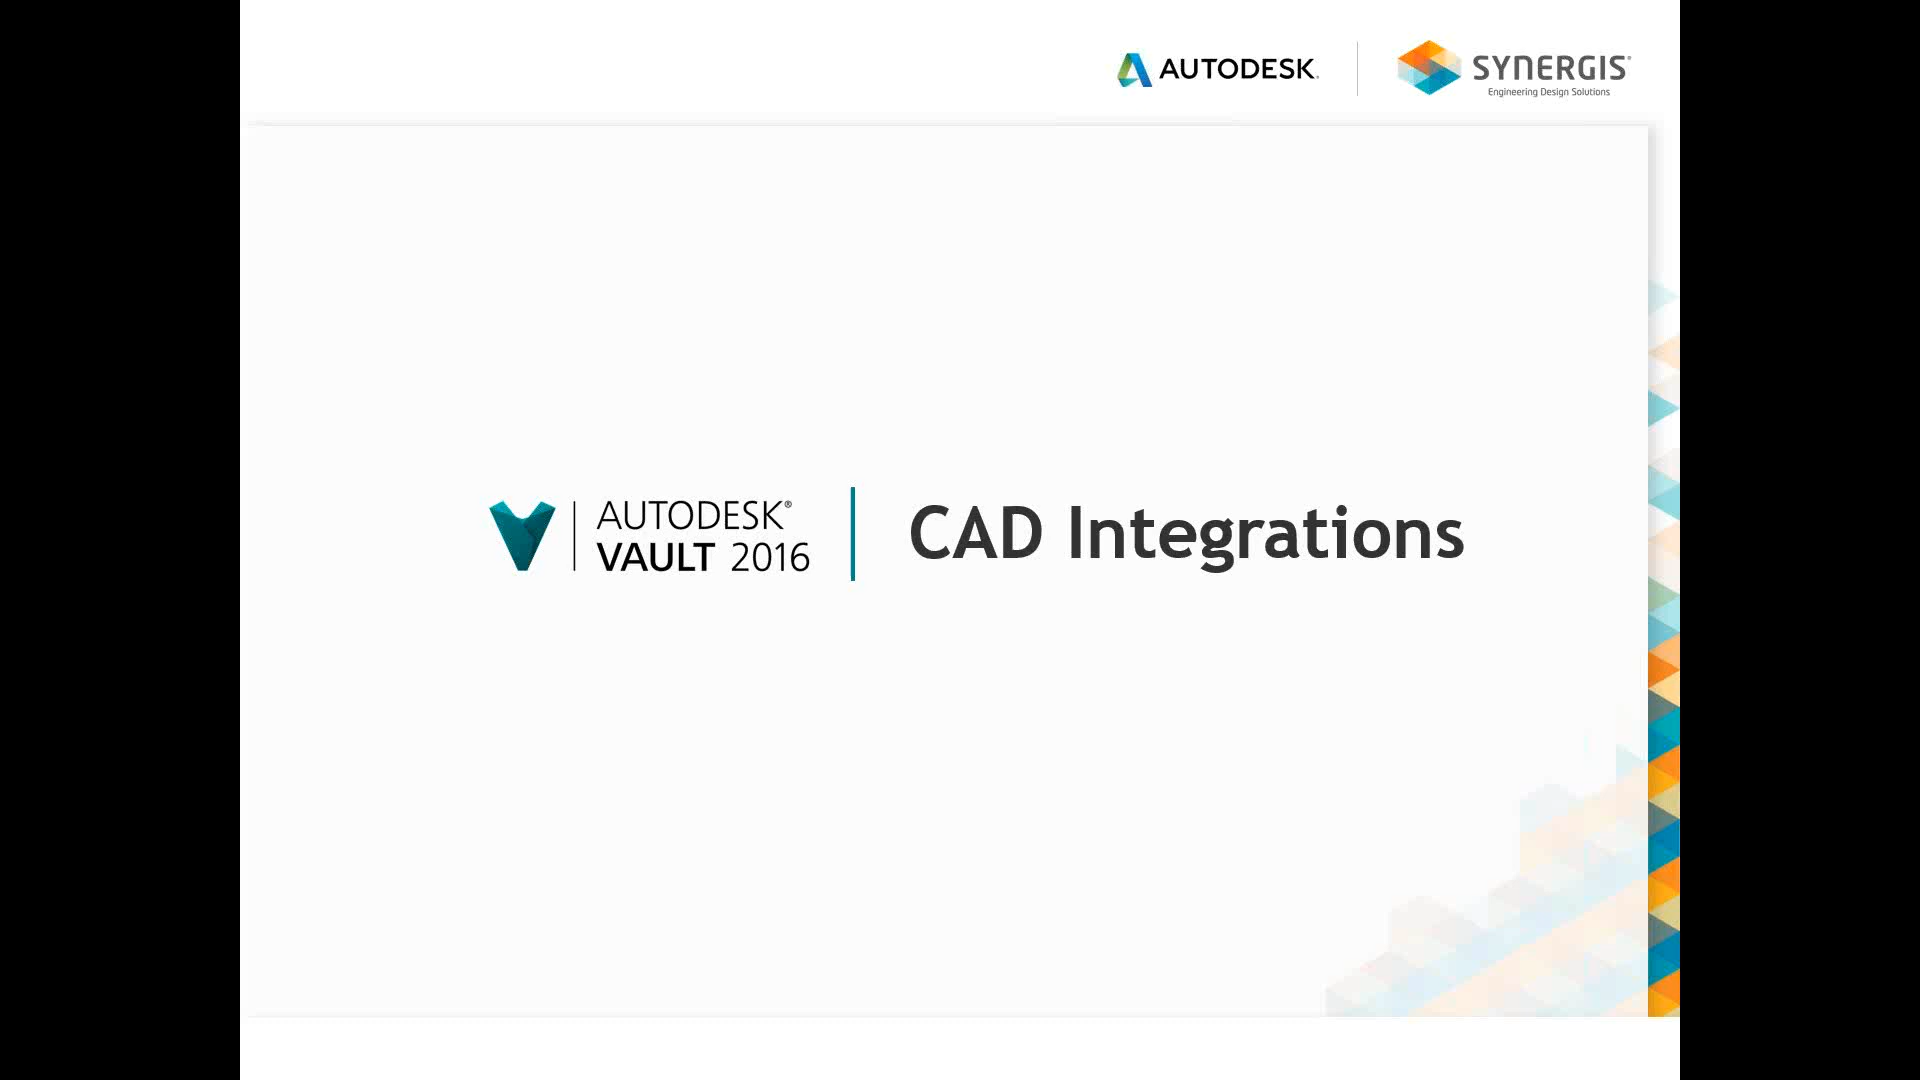 AUTODESK.
SYNERGIS®
Engineering Design Solutions
AUTODESK®
VAULT 2016
CAD Integrations